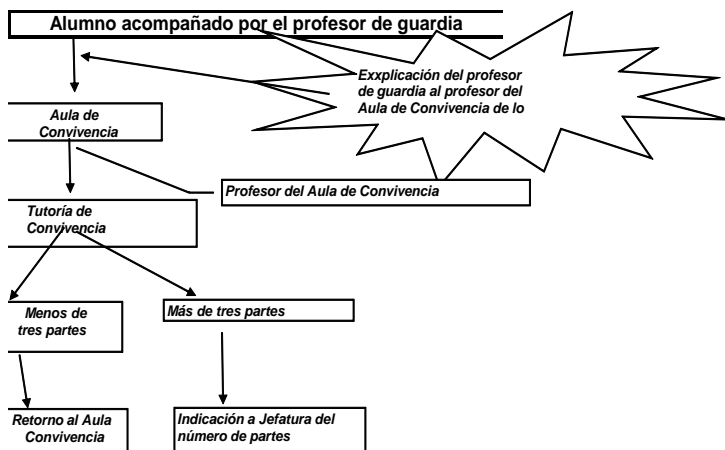 Alumno acompañado por el profesor de guardia
Exxplicación del profesor
de guardia al profesor del
Aula de Convivencia de lo
Aula de
Convivencia
Profesor del Aula de Convivencia
Tutoría de
Convivencia
Menos de
tres partes
Más de tres partes
Retorno al Aula
Convivencia
Indicación a Jefatura del
número de partes